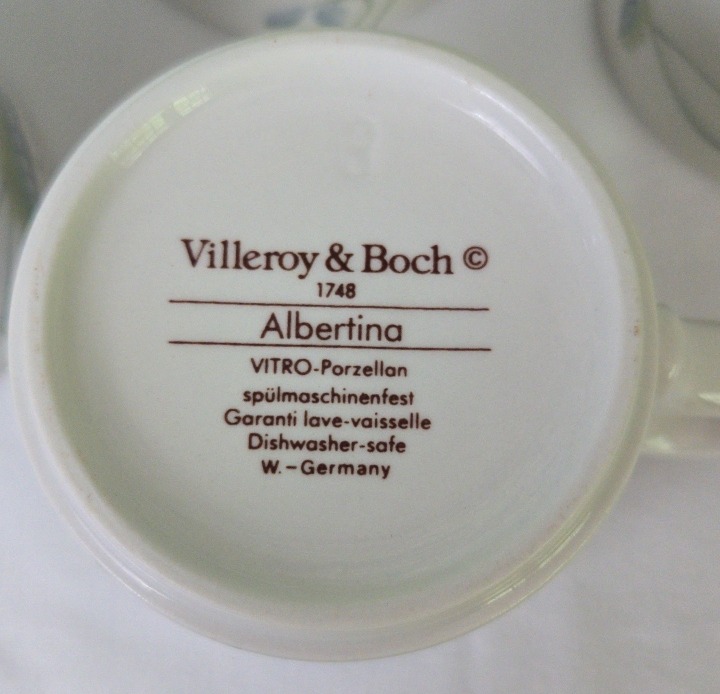 Villeroy & Boch ©
1748
Albertina
VITRO-Porzellan
spülmaschinenfest
Garanti lave-vaisselle
Dishwasher-safe
W.-Germany